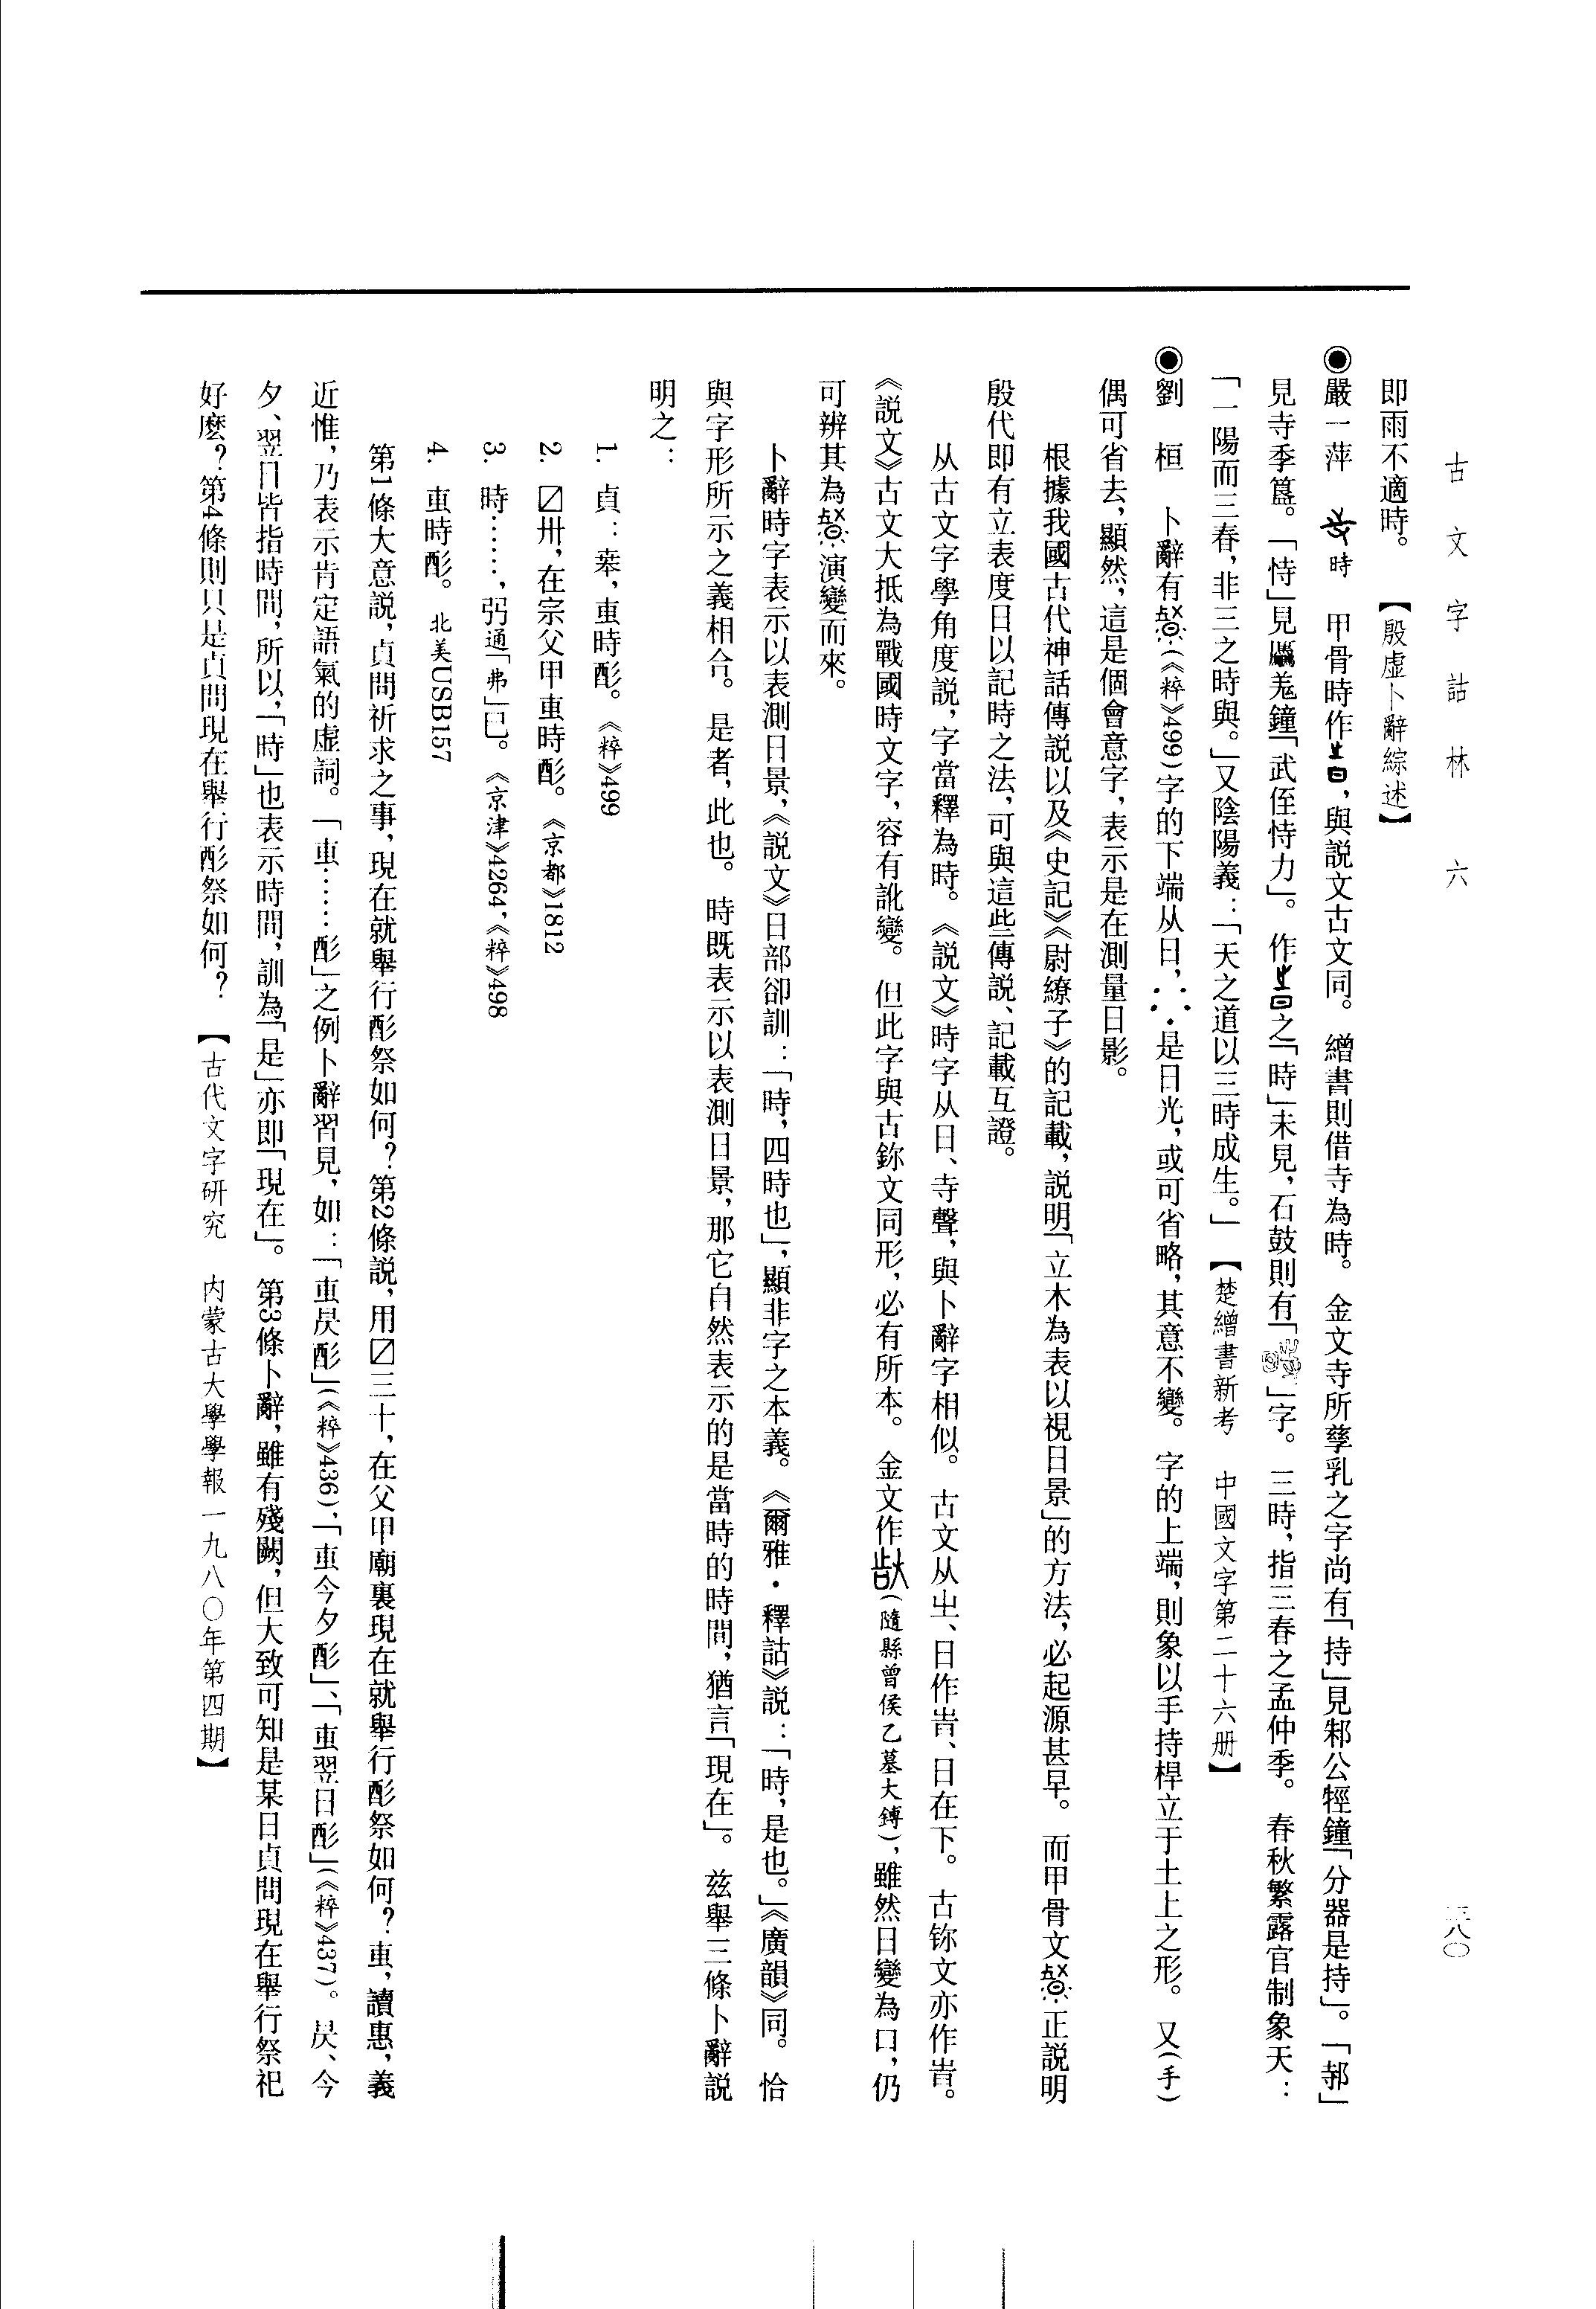 古文字詁林　六
三八〇
即雨不適時。　【殷虛卜辭綜述】
◉嚴一萍　時　甲骨時作，與説文古文同。　繒書則借寺為時。　金文寺所孳乳之字尚有「持」見邾公牼鐘「分器是持」。「邿」
見寺季簋。「恃」見羌鐘「武侄恃力」。　作之「時」未見，石鼓則有「」字。　三時，指三春之孟仲季。　春秋繁露官制象天：
「一陽而三春，非三之時與。」又陰陽義：「天之道以三時成生。」　【楚繒書新考　中國文字第二十六册】
◉劉　桓　卜辭有(《粹》499)字的下端从日，是日光，或可省略，其意不變。　字的上端，則象以手持桿立于土上之形。　又(手)
偶可省去，顯然，這是個會意字，表示是在測量日影。
根據我國古代神話傳説以及《史記》《尉繚子》的記載，説明「立木為表以視日景」的方法，必起源甚早。　而甲骨文正説明
殷代即有立表度日以記時之法，可與這些傳説、記載互證。
从古文字學角度説，字當釋為時。《説文》時字从日、寺聲，與卜辭字相似。　古文从㞢、日作旹、日在下。　古鉨文亦作旹。
《説文》古文大抵為戰國時文字，容有訛變。　但此字與古鉨文同形，必有所本。　金文作(隨縣曾侯乙墓大鎛)，雖然日變為口，仍
可辨其為演變而來。
卜辭時字表示以表測日景，《説文》日部卻訓：「時，四時也」，顯非字之本義。《爾雅・釋詁》説：「時，是也。」《廣韻》同。　恰
與字形所示之義相合。　是者，此也。　時既表示以表測日景，那它自然表示的是當時的時間，猶言「現在」。　兹舉三條卜辭説
明之：
1. 貞：桒，叀時酌。《粹》499
2. 〼卅，在宗父甲叀時酌。《京都》1812
3. 時……，弜通「弗」巳。《京津》4264，《粹》498
4. 叀時酌。　北美USB157
第1條大意説，貞問祈求之事，現在就舉行酌祭如何？第2條説，用〼三十，在父甲廟裏現在就舉行酌祭如何？叀，讀惠，義
近惟，乃表示肯定語氣的虛詞。「叀……酌」之例卜辭習見，如：「叀昃酌」(《粹》436)，「叀今夕酌」、「叀翌日酌」(《粹》437)。昃、今
夕、翌日皆指時間，所以，「時」也表示時間，訓為「是」亦即「現在」。　第3條卜辭，雖有殘闕，但大致可知是某日貞問現在舉行祭祀
好麽？第4條則只是貞問現在舉行酌祭如何？　【古代文字研究　内蒙古大學學報一九八〇年第四期】